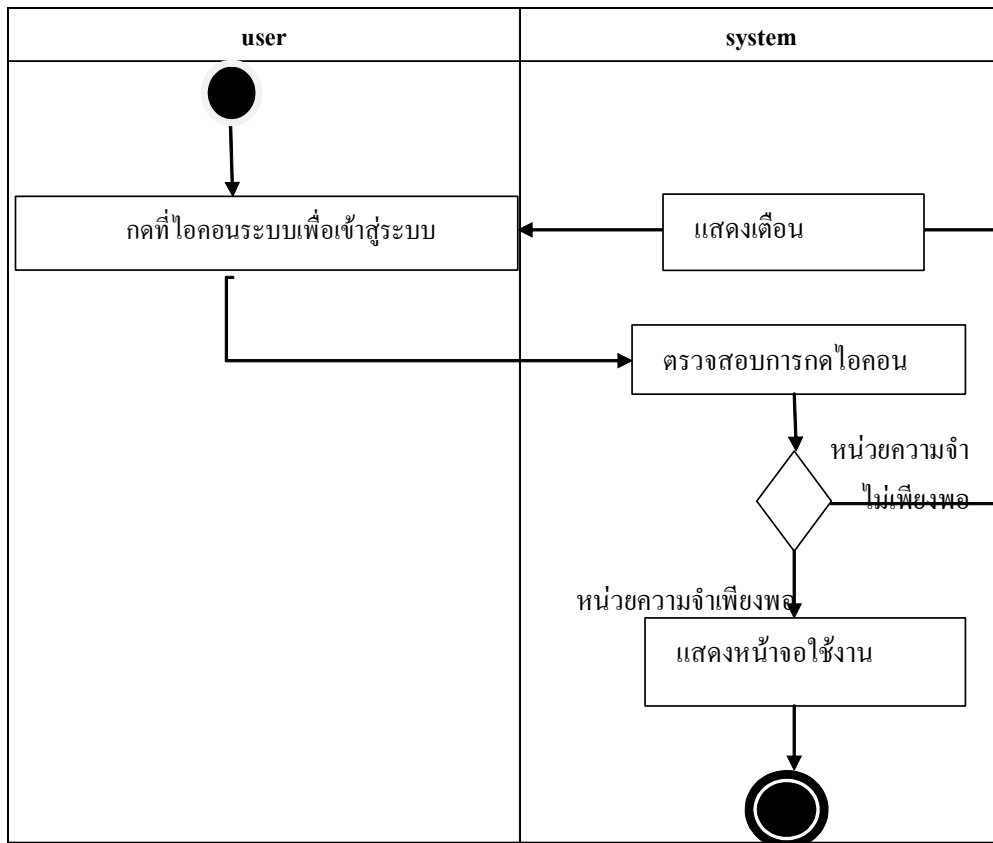 user
system
กดที่ไอคอนระบบเพื่อเข้าสู่ระบบ
แสดงเตือน
ตรวจสอบการกดไอคอน
หน่วยความจำ
ไม่เพียงพอ
หน่วยความจำเพียงพอ
แสดงหน้าจอใช้งาน